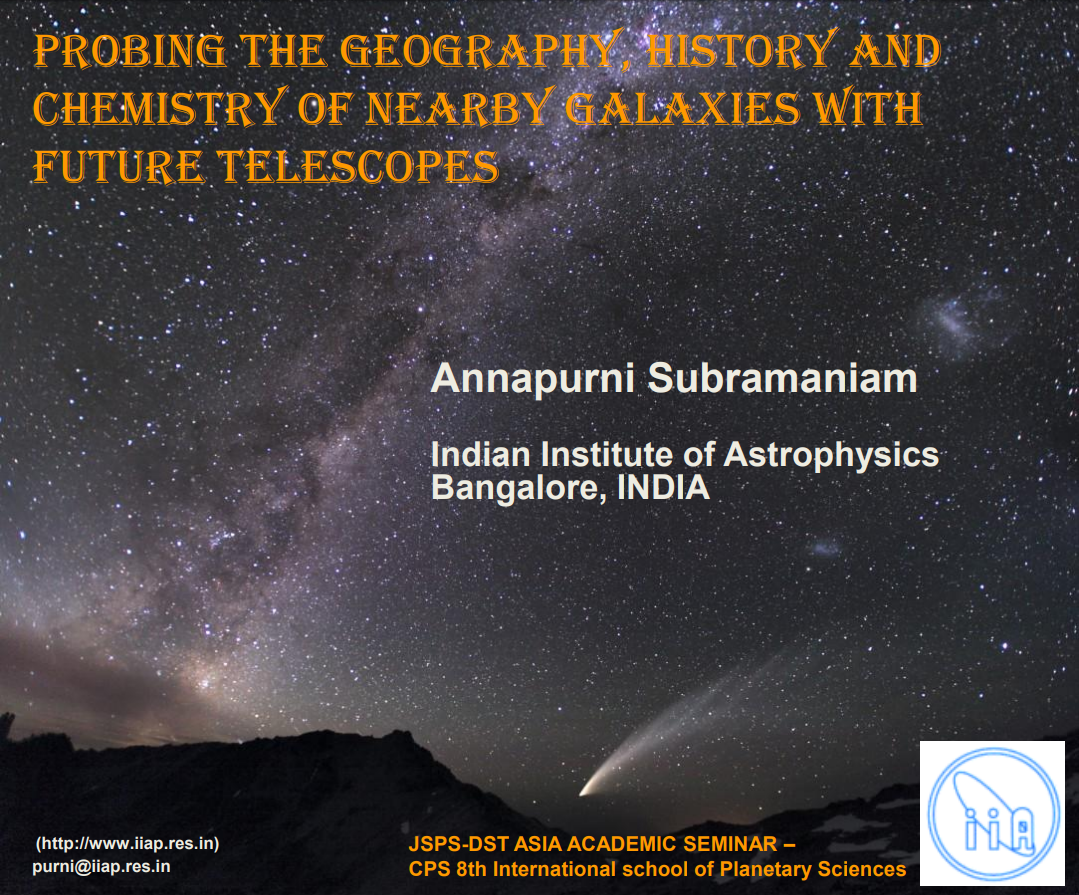 PROBING THE GEOGRAPHY, HISTORY AND
CHEMISTRY OF NEARBY GALAXIES WITH
FUTURE TELESCOPES
Annapurni Subramaniam
Indian Institute of Astrophysics
Bangalore, INDIA
(http://www.iiap.res.in)
purni@iiap.res.in
JSPS-DST ASIA ACADEMIC SEMINAR –
CPS 8th International school of Planetary Sciences
iiA